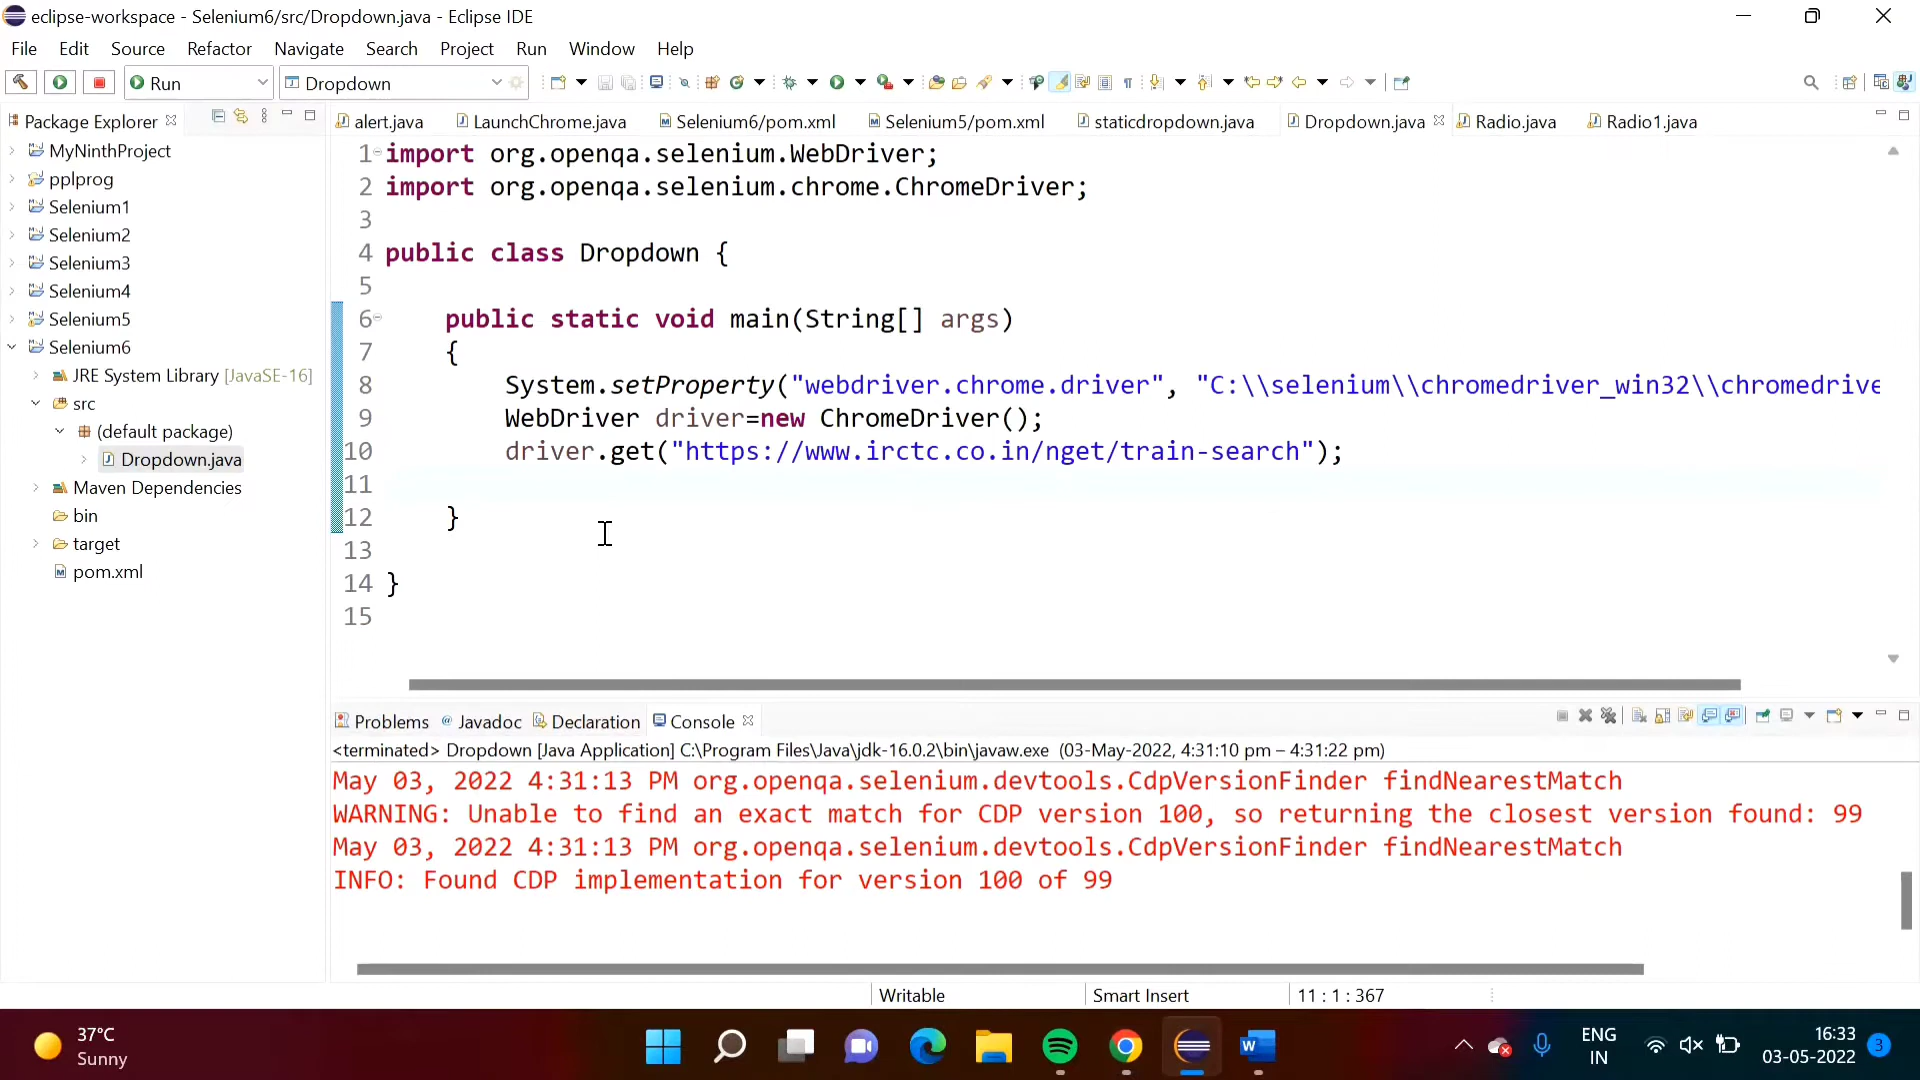 eclipse-workspace - Selenium6/src/Dropdown.java - Eclipse IDE
File Edit Source Refactor Navigate Search Project Run Window Help
Run Dropdown
Package Explorer
alert.java LaunchChrome.java Selenium6/pom.xml Selenium5/pom.xml staticdropdown.java Dropdown.java Radio.java Radio1.java
MyNinthProject
pplprog
Selenium1
Selenium2
Selenium3
Selenium4
Selenium5
Selenium6
JRE System Library [JavaSE-16]
src
(default package)
Dropdown.java
Maven Dependencies
bin
target
pom.xml
1 import org.openqa.selenium.WebDriver;
2 import org.openqa.selenium.chrome.ChromeDriver;
3
4 public class Dropdown {
5
6 public static void main(String[] args)
7 {
8 System.setProperty("webdriver.chrome.driver", "C:\\selenium\\chromedriver_win32\\chromedrive
9 WebDriver driver=new ChromeDriver();
10 driver.get("https://www.irctc.co.in/nget/train-search");
11
12 }
13
14 }
15
Problems Javadoc Declaration Console
<terminated> Dropdown [Java Application] C:\Program Files\Java\jdk-16.0.2\bin\javaw.exe (03-May-2022, 4:31:10 pm – 4:31:22 pm)
May 03, 2022 4:31:13 PM org.openqa.selenium.devtools.CdpVersionFinder findNearestMatch
WARNING: Unable to find an exact match for CDP version 100, so returning the closest version found: 99
May 03, 2022 4:31:13 PM org.openqa.selenium.devtools.CdpVersionFinder findNearestMatch
INFO: Found CDP implementation for version 100 of 99
Writable Smart Insert 11 : 1 : 367
37°C
Sunny
W
ENG
IN
16:33
03-05-2022
3